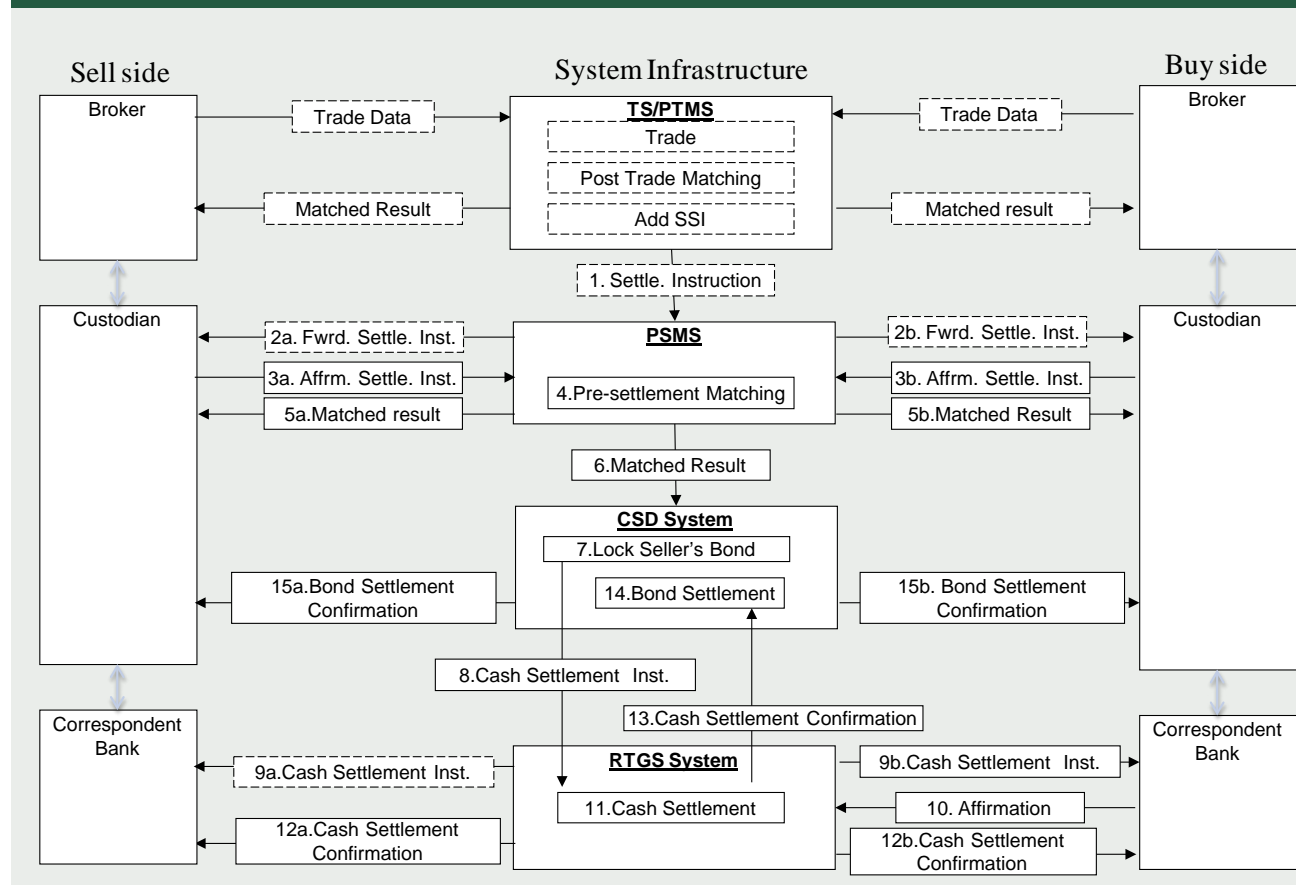 Sell side
System Infrastructure
Buy side
Broker
Trade Data
TS/PTMS
Trade
Post Trade Matching
Add SSI
Trade Data
Broker
Matched Result
Matched result
1. Settle. Instruction
Custodian
2a. Fwrd. Settle. Inst.
3a. Affrm. Settle. Inst.
5a.Matched result
PSMS
4.Pre-settlement Matching
2b. Fwrd. Settle. Inst.
3b. Affrm. Settle. Inst.
5b.Matched Result
Custodian
6.Matched Result
CSD System
7.Lock Seller's Bond
14.Bond Settlement
15a.Bond Settlement
Confirmation
15b. Bond Settlement
Confirmation
8.Cash Settlement Inst.
13.Cash Settlement Confirmation
Correspondent
Bank
9a.Cash Settlement Inst.
12a.Cash Settlement
Confirmation
RTGS System
11.Cash Settlement
9b.Cash Settlement Inst.
10. Affirmation
12b.Cash Settlement
Confirmation
Correspondent
Bank